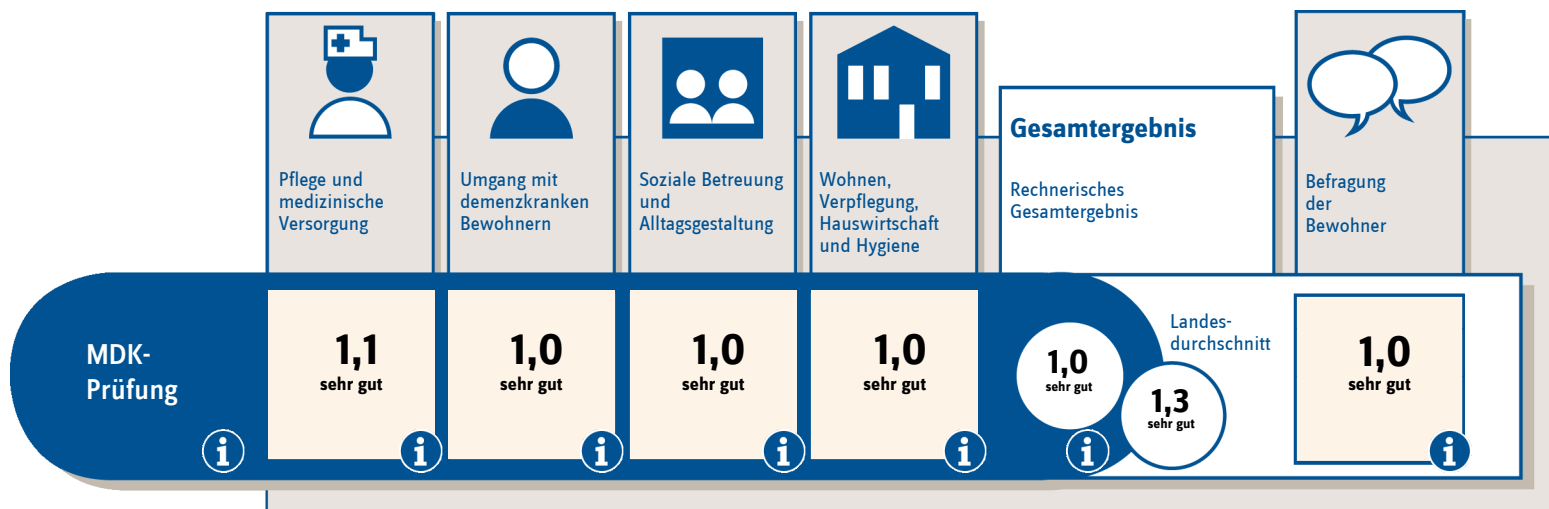 Pflege und
medizinische
Versorgung
Umgang mit
demenzkranken
Bewohnern
Soziale Betreuung
und
Alltagsgestaltung
Wohnen,
Verpflegung,
Hauswirtschaft
und Hygiene
Gesamtergebnis
Rechnerisches
Gesamtergebnis
Befragung
der
Bewohner
MDK-
Prüfung
i
1,1
sehr gut
i
1,0
sehr gut
i
1,0
sehr gut
i
1,0
sehr gut
i
1,0
sehr gut
i
Landes-
durchschnitt
1,3
sehr gut
1,0
sehr gut
i